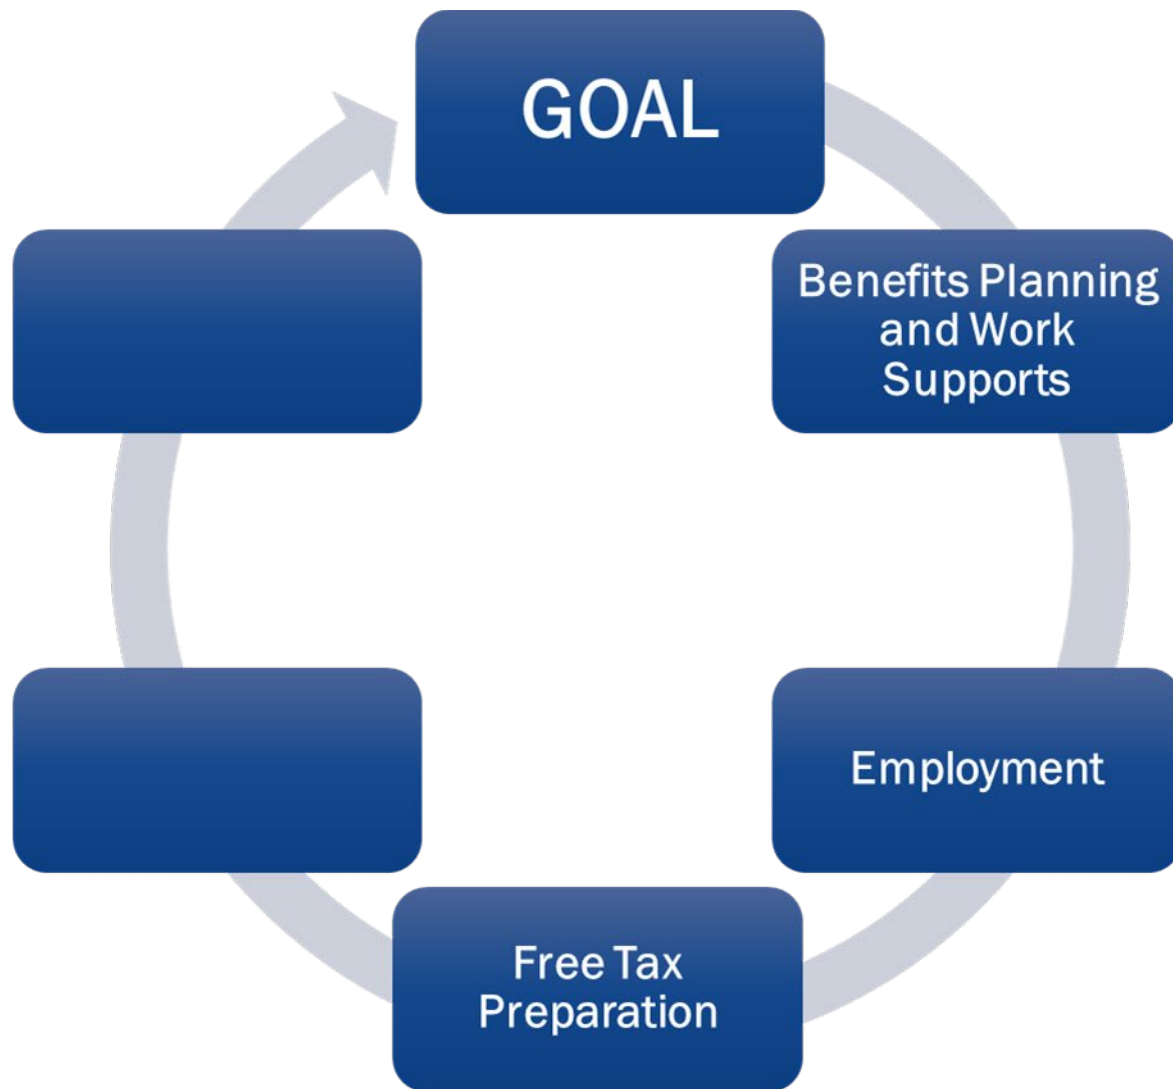 GOAL
Benefits Planning
and Work
Supports
Employment
Free Tax
Preparation